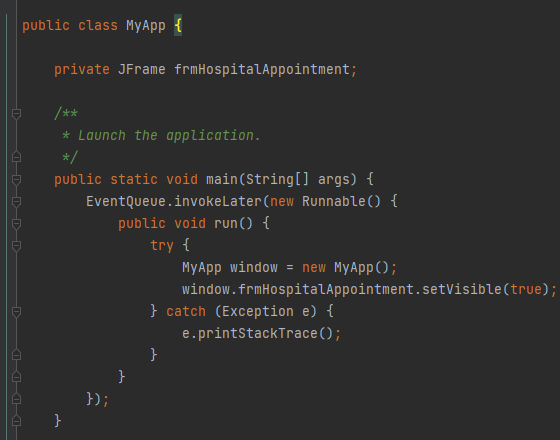 public class MyApp {
private JFrame frmHospitalAppointment;
/**
* Launch the application.
*/
public static void main(String[] args) {
EventQueue.invokeLater(new Runnable() {
public void run() {
try {
MyApp window = new MyApp();
window.frmHospitalAppointment.setVisible(true);
} catch (Exception e) {
e.printStackTrace();
}
}
});
}